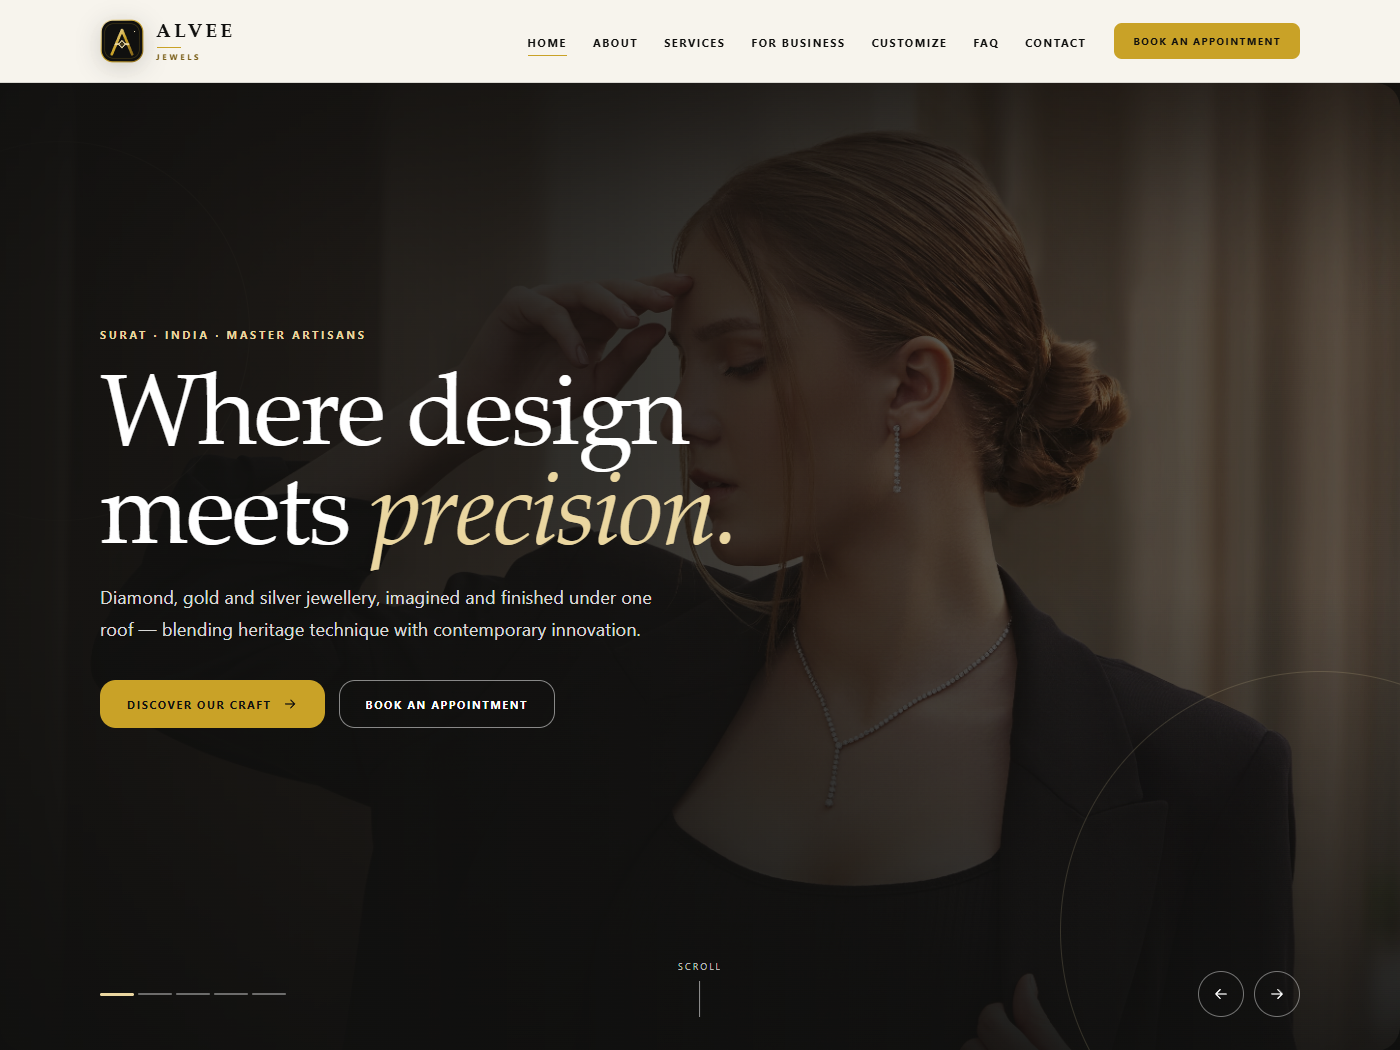 ALVEE
JEWELS
HOME ABOUT SERVICES FOR BUSINESS CUSTOMIZE FAQ CONTACT BOOK AN APPOINTMENT
SURAT · INDIA · MASTER ARTISANS
Where design
meets precision.
Diamond, gold and silver jewellery, imagined and finished under one
roof — blending heritage technique with contemporary innovation.
DISCOVER OUR CRAFT → BOOK AN APPOINTMENT
SCROLL
← →